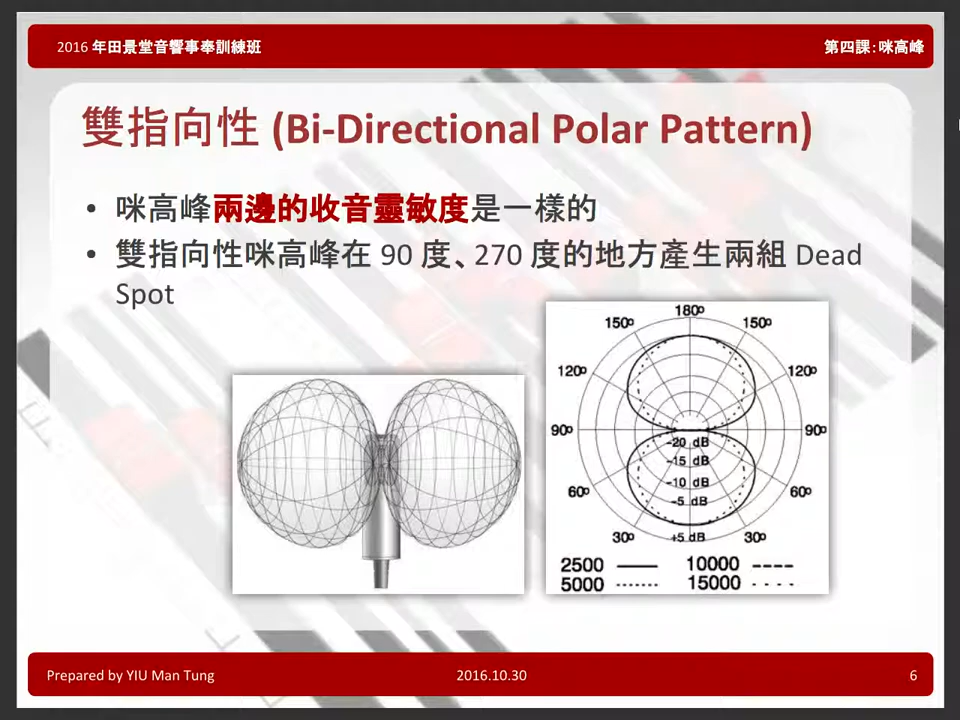 2016 年田景堂音響事奉訓練班
第四課：咪高峰
雙指向性 (Bi-Directional Polar Pattern)
• 咪高峰兩邊的收音靈敏度是一樣的
• 雙指向性咪高峰在 90 度、270 度的地方產生兩組 Dead
Spot
180º
150º 150º
120º 120º
90º 90º
-20 dB
-15 dB
-10 dB
60º 60º
-5 dB
30º +5 dB 30º
2500 10000
5000 15000
Prepared by YIU Man Tung
2016.10.30
6